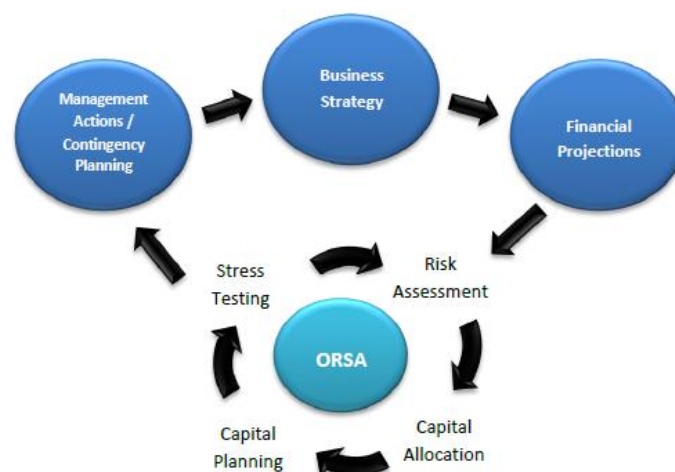 Business
Strategy
Management
Actions /
Contingency
Planning
Financial
Projections
Stress
Testing
Risk
Assessment
ORSA
Capital
Planning
Capital
Allocation